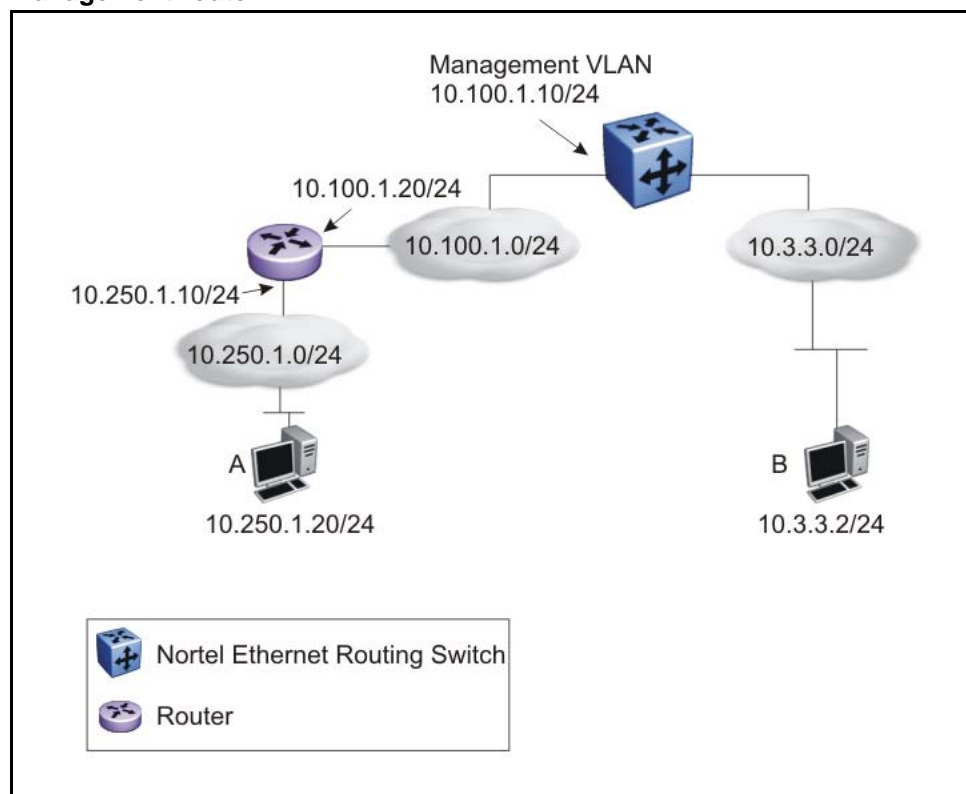 Management VLAN
10.100.1.10/24
10.100.1.20/24
10.100.1.0/24
10.3.3.0/24
10.250.1.10/24
10.250.1.0/24
A
B
10.250.1.20/24
10.3.3.2/24
Nortel Ethernet Routing Switch
Router